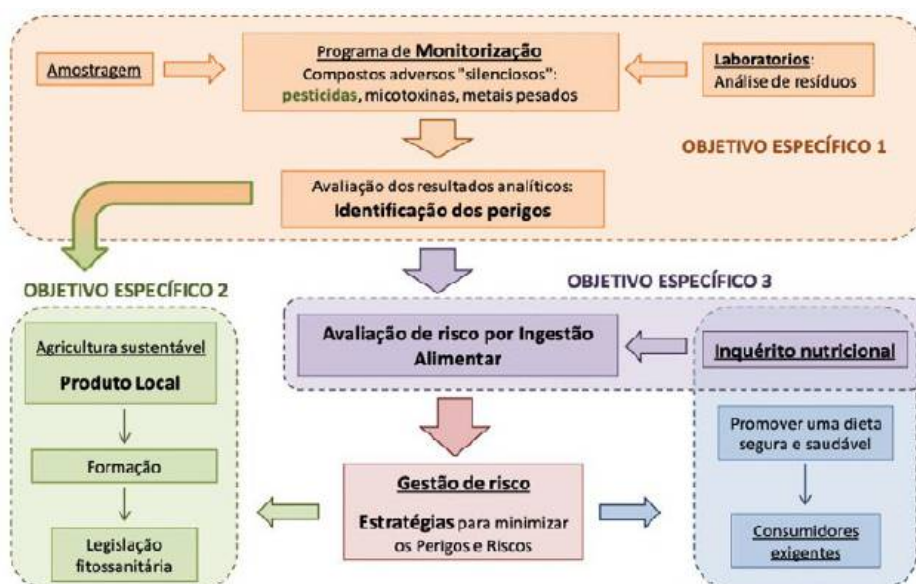 Amostragem
Programa de Monitorização
Compostos adversos "silenciosos":
pesticidas, micotoxinas, metais pesados
Laboratorios:
Análise de resíduos
OBJETIVO ESPECÍFICO 1
Avaliação dos resultados analíticos:
Identificação dos perigos
OBJETIVO ESPECÍFICO 2
OBJETIVO ESPECÍFICO 3
Agricultura sustentável
Produto Local
Formação
Legislação
fitossanitária
Avaliação de risco por Ingestão
Alimentar
Inquérito nutricional
Promover uma dieta
segura e saudável
Consumidores
exigentes
Gestão de risco
Estratégias para minimizar
os Perigos e Riscos